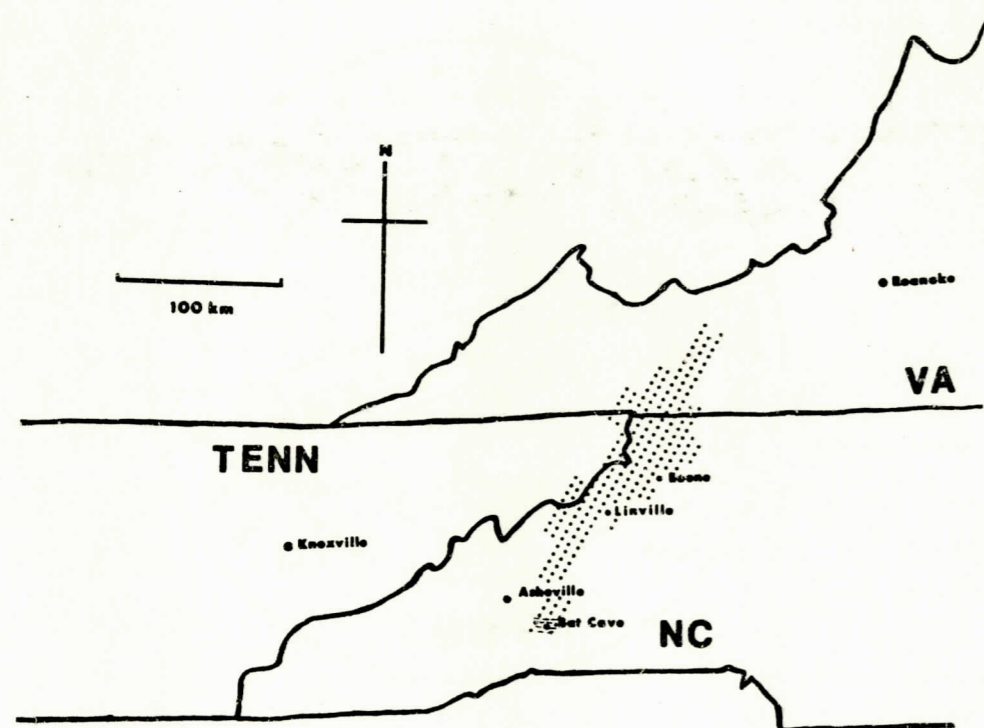 N
100 km
Roanoke
VA
TENN
Boone
Linville
Knoxville
Asheville
Bat Cave
NC